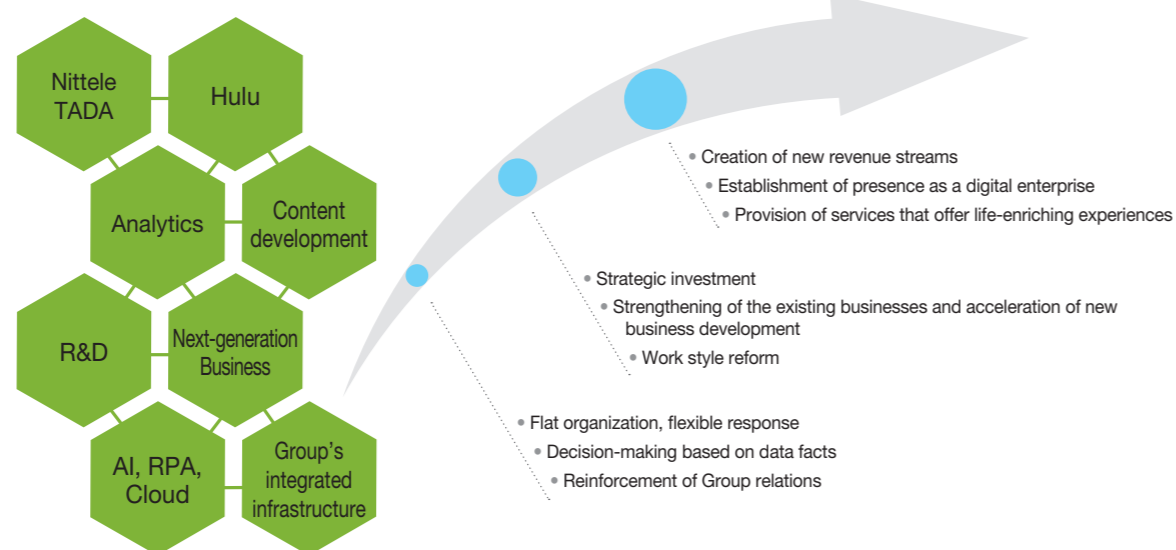 Nittele
TADA
Hulu
Analytics
Content
development
R&D
Next-generation
Business
AI, RPA,
Cloud
Group's
integrated
infrastructure
• Creation of new revenue streams
• Establishment of presence as a digital enterprise
• Provision of services that offer life-enriching experiences
• Strategic investment
• Strengthening of the existing businesses and acceleration of new
business development
• Work style reform
• Flat organization, flexible response
• Decision-making based on data facts
• Reinforcement of Group relations